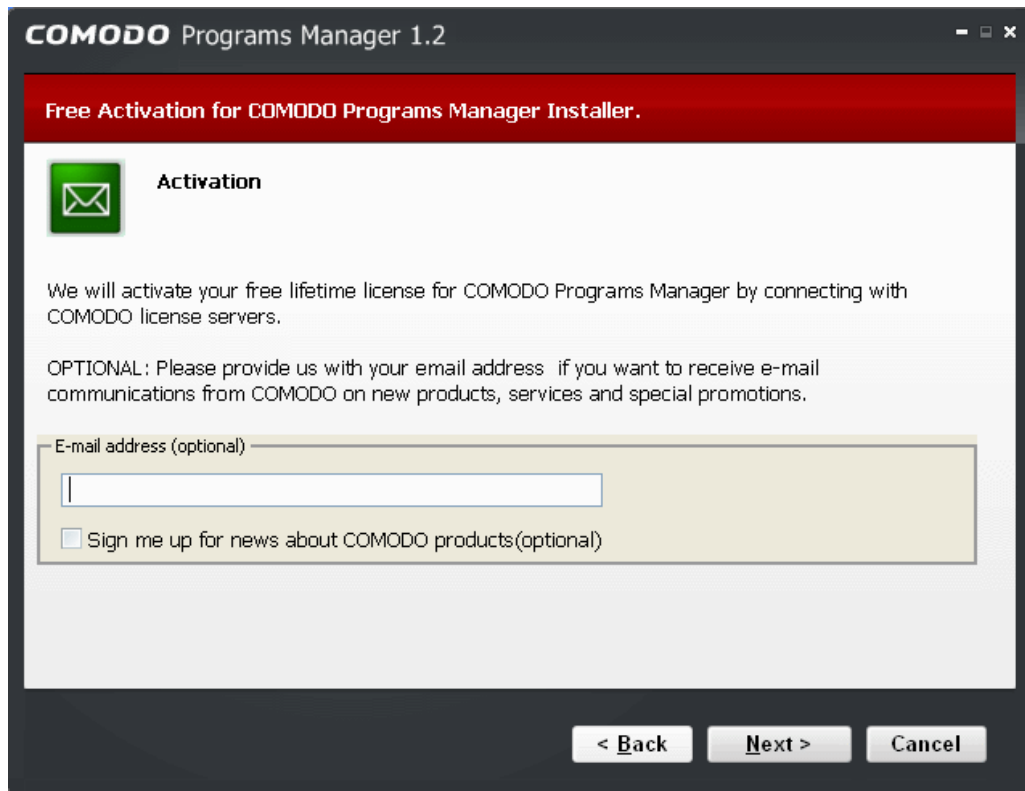 COMODO Programs Manager 1.2
Free Activation for COMODO Programs Manager Installer.
Activation
We will activate your free lifetime license for COMODO Programs Manager by connecting with
COMODO license servers.
OPTIONAL: Please provide us with your email address  if you want to receive e-mail
communications from COMODO on new products, services and special promotions.
E-mail address (optional)
Sign me up for news about COMODO products(optional)
< Back
Next >
Cancel